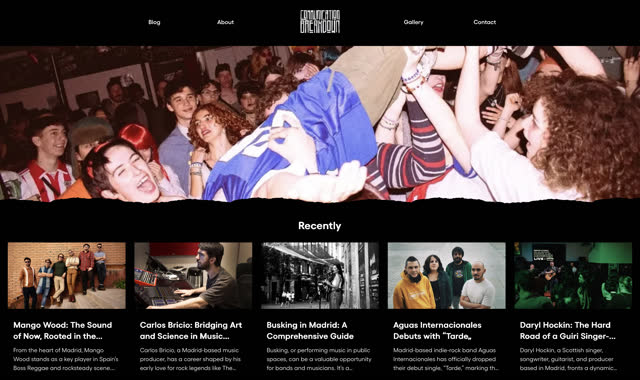 Blog
About
COMMUNICATION
BREAKDOWN
Gallery
Contact
Recently
Mango Wood: The Sound
of Now, Rooted in the...
From the heart of Madrid, Mango
Wood stands as a key player in Spain's
Boss Reggae and rocksteady scene....
Carlos Bricio: Bridging Art
and Science in Music...
Carlos Bricio, a Madrid-based music
producer, has a career shaped by his
early love for rock legends like The...
Busking in Madrid: A
Comprehensive Guide
Busking, or performing music in public
spaces, can be a valuable opportunity
for bands and musicians. It's a...
Aguas Internacionales
Debuts with “Tarde„
Madrid-based indie-rock band Aguas
Internacionales has officially dropped
their debut single, “Tarde,” marking th...
Daryl Hockin: The Hard
Road of a Guiri Singer-...
Daryl Hockin, a Scottish singer,
songwriter, guitarist, and producer
based in Madrid, fronts a dynamic...